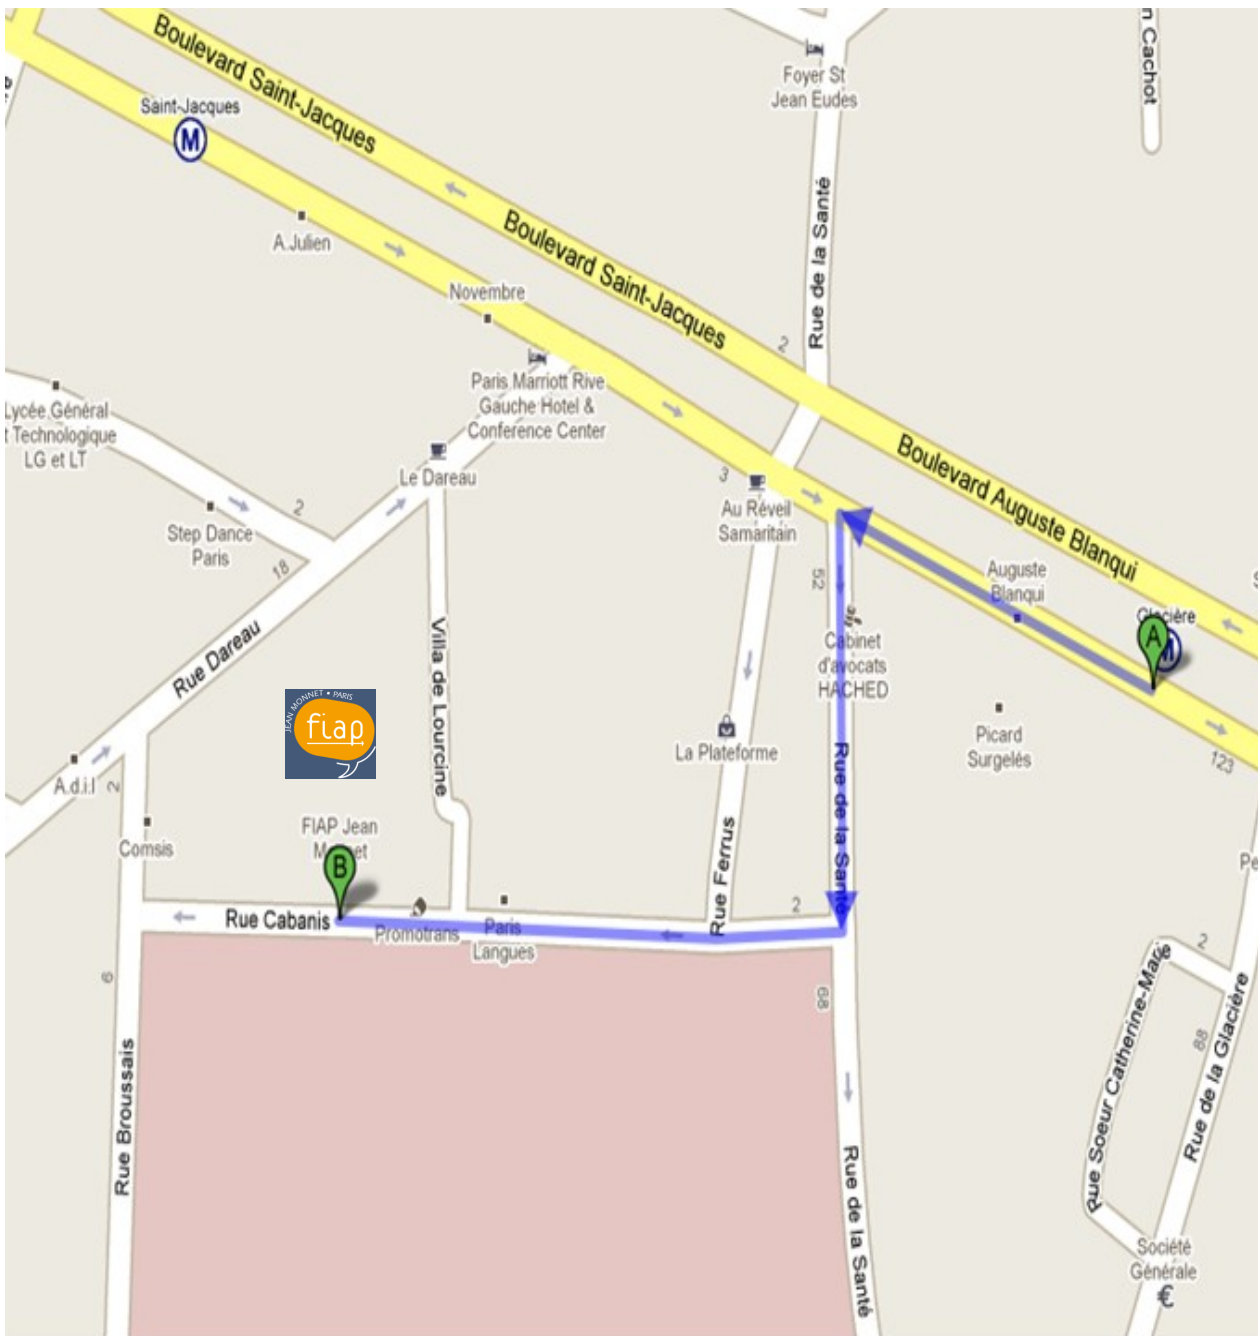 Boulevard Saint-Jacques
n Cachot
Saint-Jacques
M
Foyer St
Jean Eudes
A.Julien
Boulevard Saint-Jacques
Rue de la Santé
Novembre
2
Paris Marriott Rive
Gauche Hotel &
Conference Center
Lycée Général
t Technologique
LG et LT
Le Dareau
3
Au Réveil
Samaritain
Boulevard Auguste Blanqui
Step Dance
Paris
2
18
52
Auguste
Blanqui
Glacière
M
A
Cabinet
d'avocats
HACHED
Rue Dareau
Villa de Lourcine
JEAN MONNET • PARIS
fiap
La Plateforme
Picard
Surgelés
123
A.d.i.l
2
Comsis
FIAP Jean
Monnet
B
Rue Ferrus
Rue de la Santé
Pe
Rue Cabanis
Promotrans
Paris
Langues
2
9
68
Rue Soeur Catherine-Marie
2
88
Rue de la Glacière
Rue Broussais
Rue de la Santé
Société
Générale